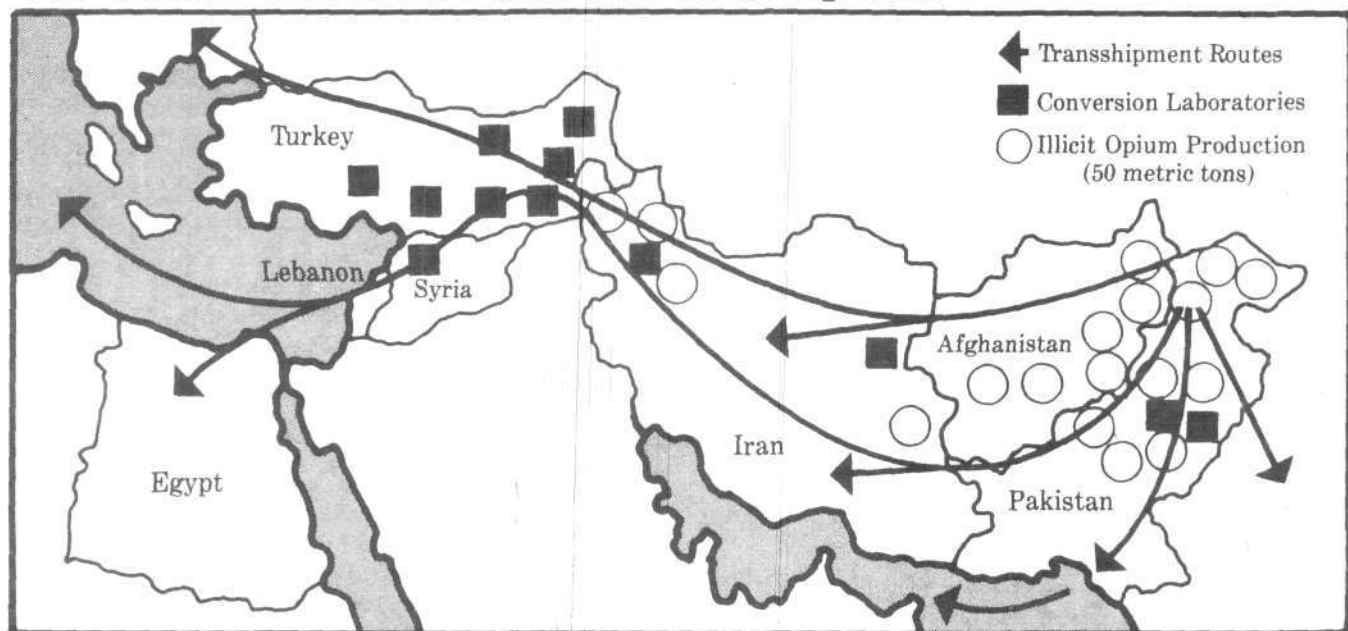 Transshipment Routes
Conversion Laboratories
Illicit Opium Production
(50 metric tons)
Turkey
Lebanon
Syria
Afghanistan
Iran
Egypt
Pakistan